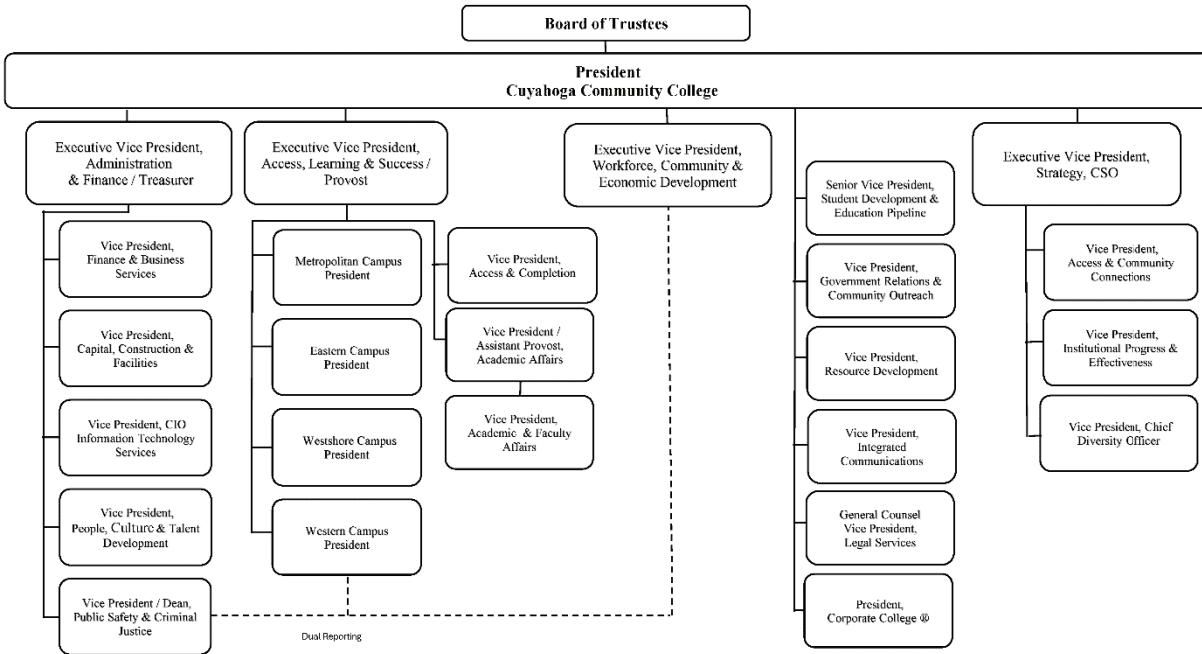 Board of Trustees
President
Cuyahoga Community College
Executive Vice President,
Administration
& Finance / Treasurer
Vice President,
Finance & Business
Services
Vice President,
Capital, Construction &
Facilities
Vice President, CIO
Information Technology
Services
Vice President,
People, Culture & Talent
Development
Vice President / Dean,
Public Safety & Criminal
Justice
Executive Vice President,
Access, Learning & Success /
Provost
Metropolitan Campus
President
Eastern Campus
President
Westshore Campus
President
Western Campus
President
Vice President,
Access & Completion
Vice President /
Assistant Provost,
Academic Affairs
Vice President,
Academic & Faculty
Affairs
Executive Vice President,
Workforce, Community &
Economic Development
Dual Reporting
Senior Vice President,
Student Development &
Education Pipeline
Vice President,
Government Relations &
Community Outreach
Vice President,
Resource Development
Vice President,
Integrated
Communications
General Counsel
Vice President,
Legal Services
President,
Corporate College ®
Executive Vice President,
Strategy, CSO
Vice President,
Access & Community
Connections
Vice President,
Institutional Progress &
Effectiveness
Vice President, Chief
Diversity Officer